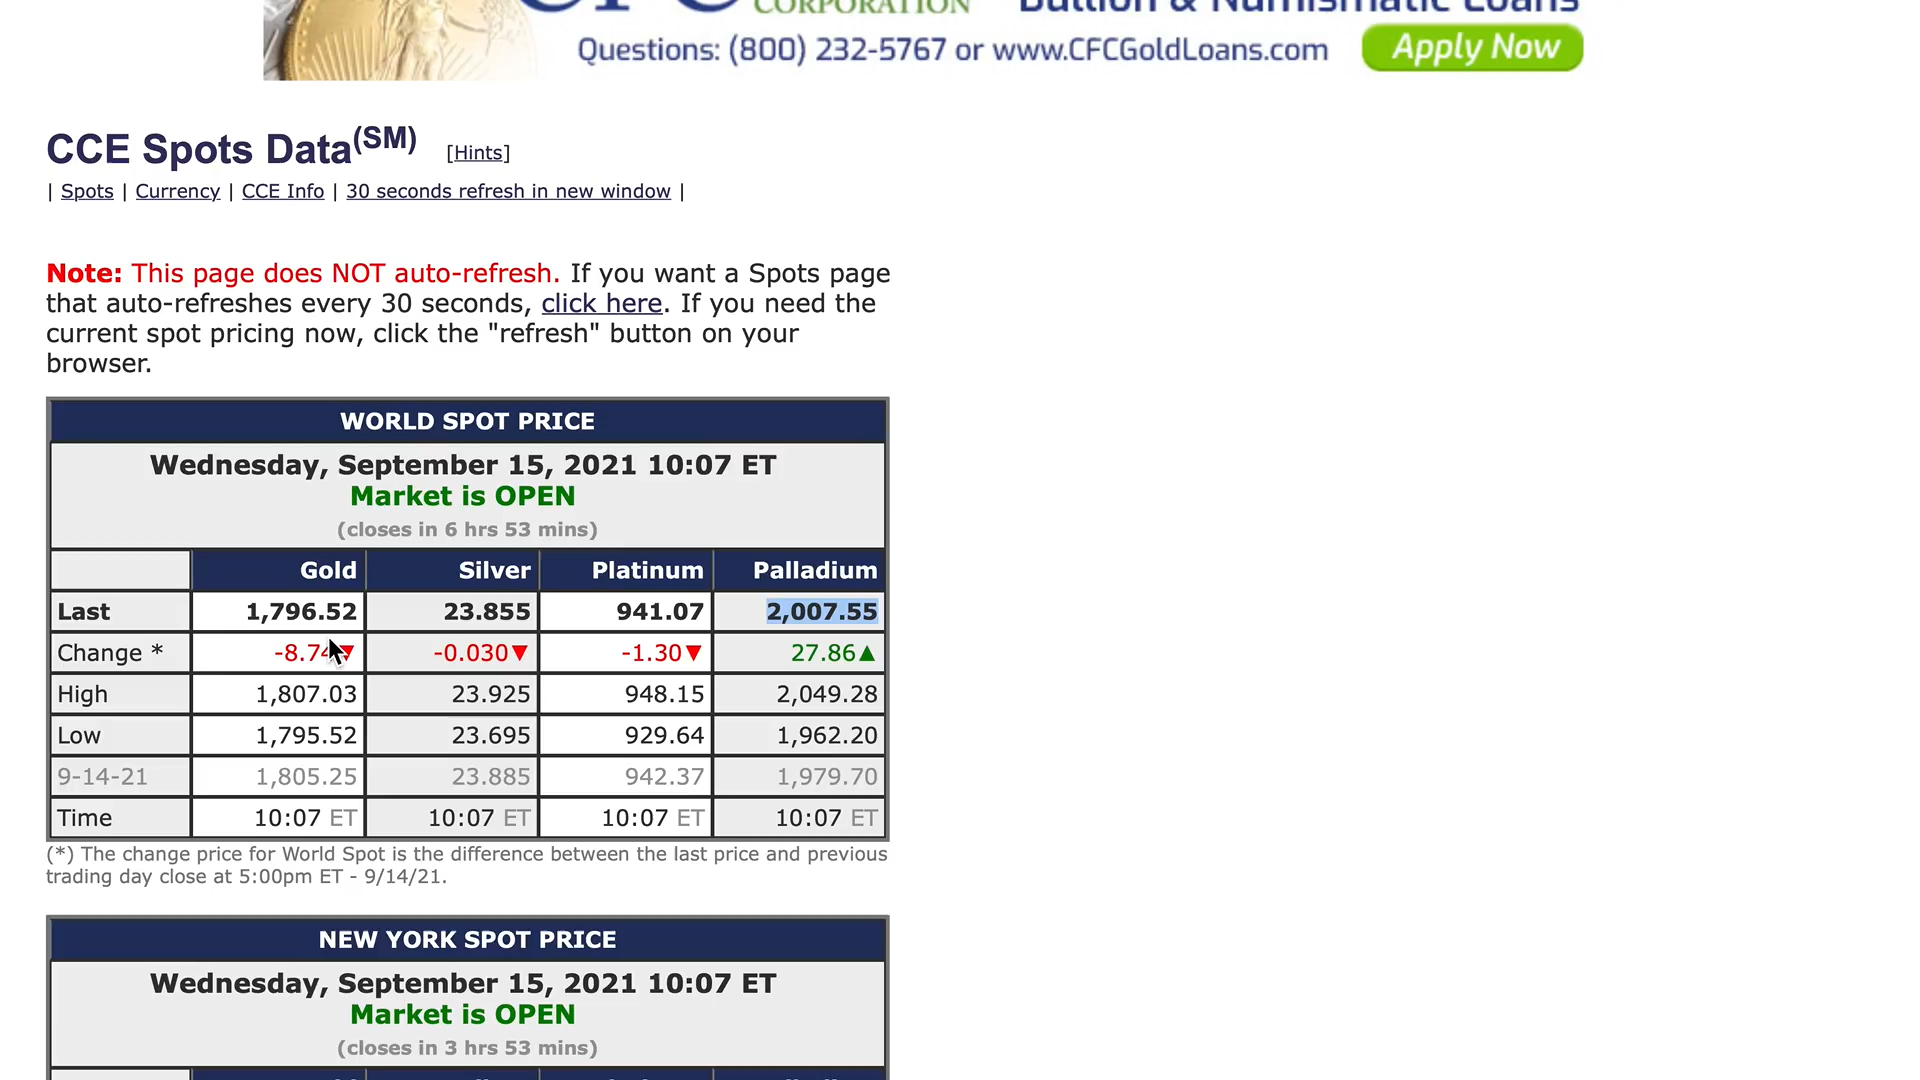 CORPORATION
Bullion & Numismatic Loans
Questions: (800) 232-5767 or www.CFCGoldLoans.com
Apply Now
CCE Spots Data(SM) [Hints]
| Spots | Currency | CCE Info | 30 seconds refresh in new window |
Note: This page does NOT auto-refresh. If you want a Spots page
that auto-refreshes every 30 seconds, click here. If you need the
current spot pricing now, click the "refresh" button on your
browser.
WORLD SPOT PRICE
Wednesday, September 15, 2021 10:07 ET
Market is OPEN
(closes in 6 hrs 53 mins)
Gold Silver Platinum Palladium
Last 1,796.52 23.855 941.07 2,007.55
Change * -8.74▼ -0.030▼ -1.30▼ 27.86▲
High 1,807.03 23.925 948.15 2,049.28
Low 1,795.52 23.695 929.64 1,962.20
9-14-21 1,805.25 23.885 942.37 1,979.70
Time 10:07 ET 10:07 ET 10:07 ET 10:07 ET
(*) The change price for World Spot is the difference between the last price and previous
trading day close at 5:00pm ET - 9/14/21.
NEW YORK SPOT PRICE
Wednesday, September 15, 2021 10:07 ET
Market is OPEN
(closes in 3 hrs 53 mins)